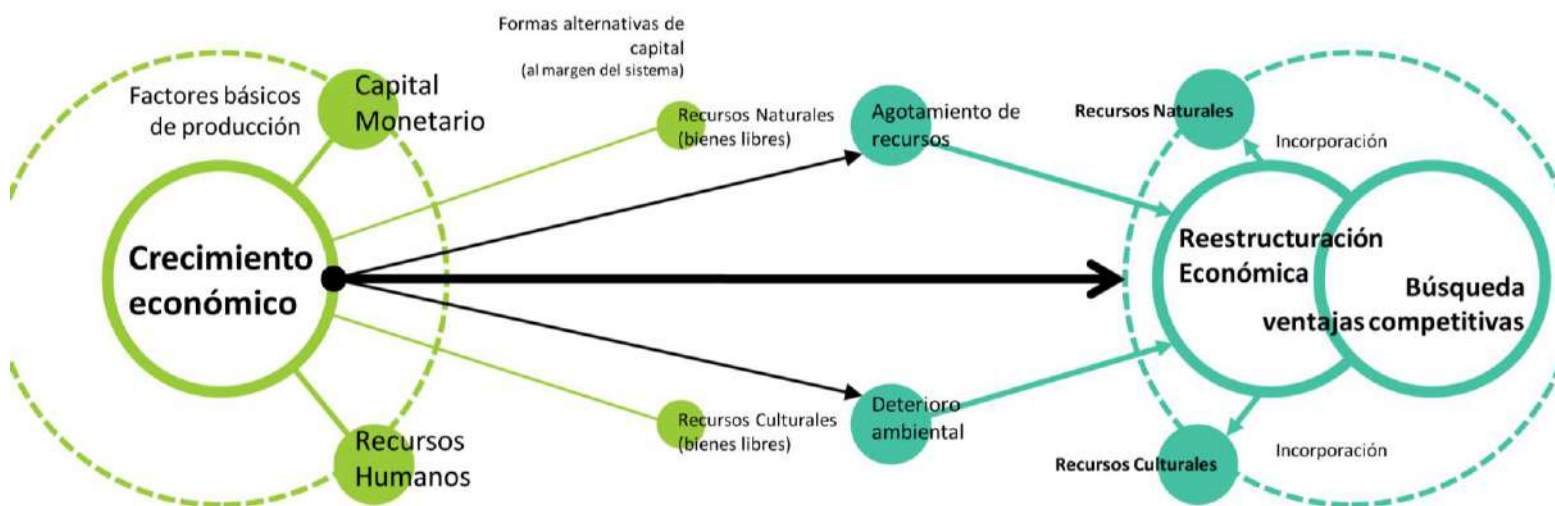 Formas alternativas de
capital
(al margen del sistema)
Factores básicos
de producción
Capital
Monetario
Crecimiento
económico
Recursos
Humanos
Recursos Naturales
(bienes libres)
Recursos Culturales
(bienes libres)
Agotamiento de
recursos
Deterioro
ambiental
Recursos Naturales
Incorporación
Reestructuración
Económica
Búsqueda
ventajas competitivas
Recursos Culturales
Incorporación